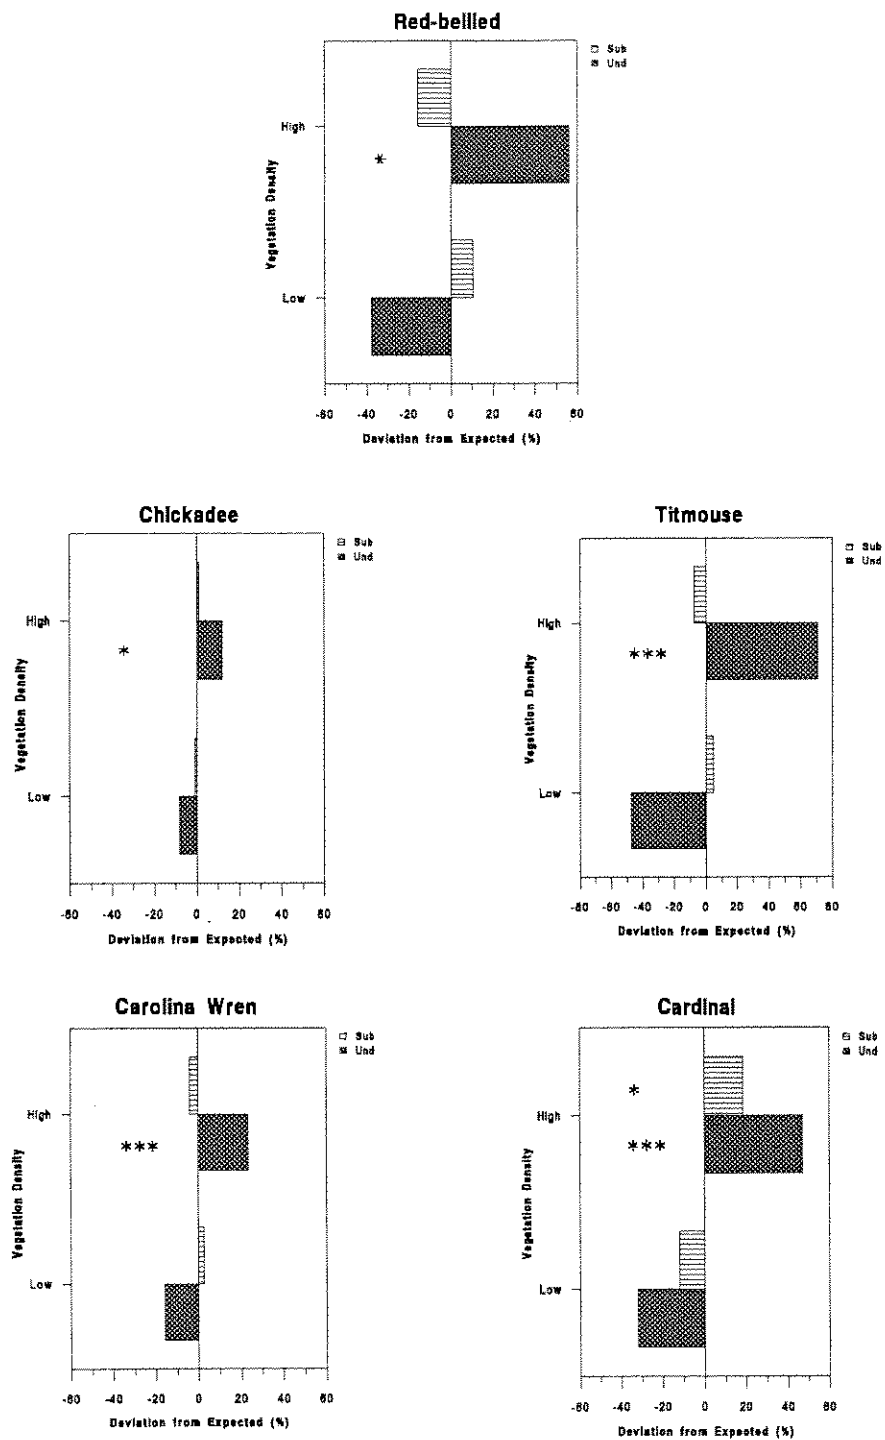 Red-bellied
Sub
Und
High
*
Vegetation Density
Low
-60 -40 -20 0 20 40 60
Deviation from Expected (%)
Chickadee
Sub
Und
High
*
Vegetation Density
Low
-60 -40 -20 0 20 40 60
Deviation from Expected (%)
Titmouse
Sub
Und
High
***
Vegetation Density
Low
-80 -60 -40 -20 0 20 40 60 80
Deviation from Expected (%)
Carolina Wren
Sub
Und
High
***
Vegetation Density
Low
-60 -40 -20 0 20 40 60
Deviation from Expected (%)
Cardinal
Sub
Und
*
High
***
Vegetation Density
Low
-60 -40 -20 0 20 40 60
Deviation from Expected (%)